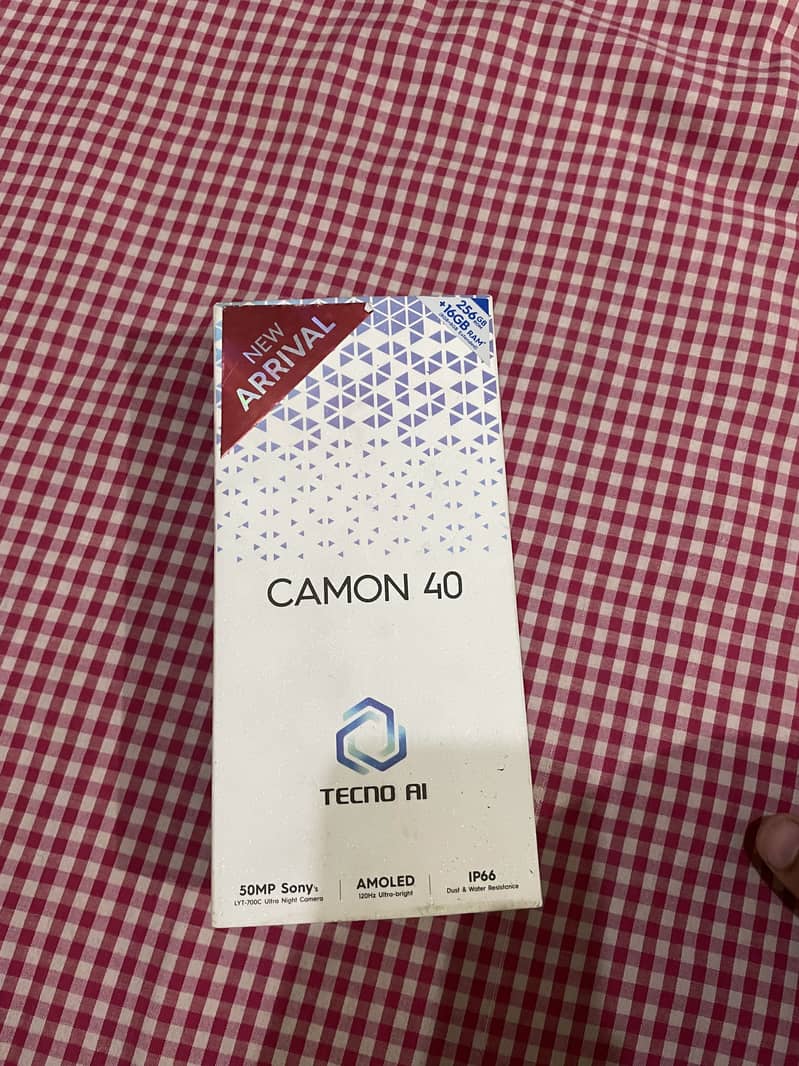 NEW
ARRIVAL
256GB ROM
+16GB RAM*
CAMON 40
TECNO AI
50MP Sony's
LYT-700C Ultra Night Camera
AMOLED
120Hz Ultra-bright
IP66
Dust & Water Resistance